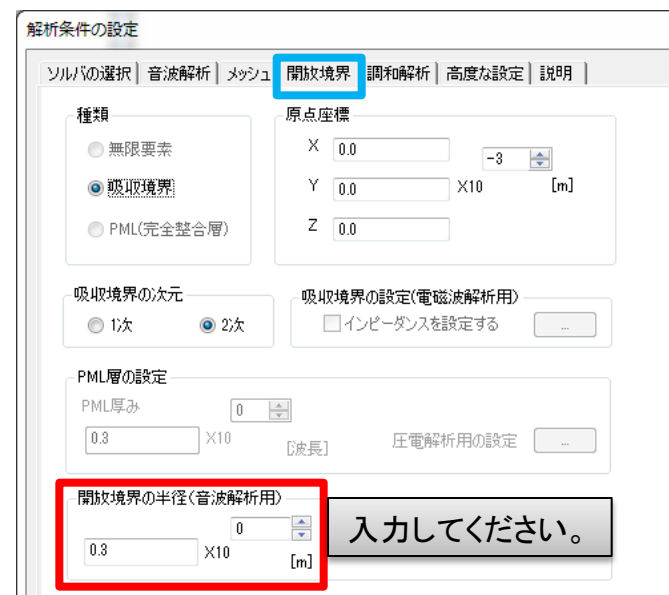 解析条件の設定
ソルバの選択 音波解析 メッシュ 開放境界 調和解析 高度な設定 説明
種類
無限要素
吸収境界
PML(完全整合層)
原点座標
X 0.0
-3
Y 0.0 X10 [m]
Z 0.0
吸収境界の次元
1次 2次
吸収境界の設定(電磁波解析用)
インピーダンスを設定する ...
PML層の設定
PML厚み 0
0.3 X10 [波長]
圧電解析用の設定 ...
開放境界の半径(音波解析用)
0
0.3 X10 [m]
入力してください。